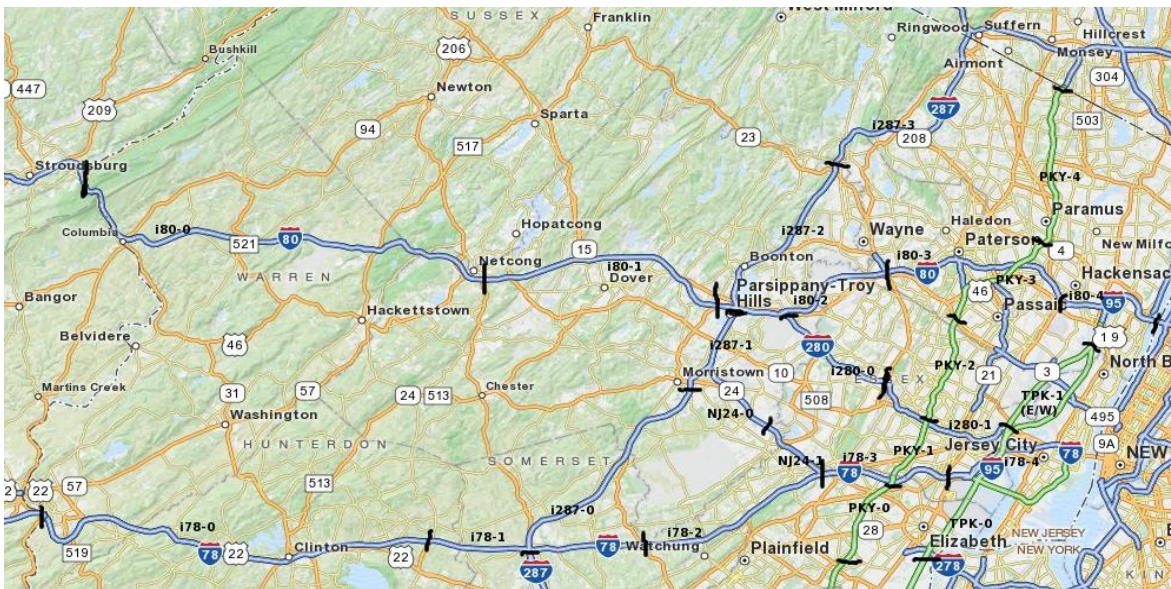 SUSSEX
Franklin
West Milford
Ringwood
Suffern
Hillcrest
Monsey
Bushkill
206
Airmont
304
447
209
Newton
287
503
94
Sparta
23
i287-3
208
517
Stroudsburg
PKY-4
Columbia
i80-0
521
80
Hopatcong
15
i287-2
Wayne
Haledon
Paramus
Paterson
4
New Milfo
Netcong
i80-1
Boonton
i80-3
80
PKY-3
Hackensac
WARREN
Dover
Parsippany-Troy
Hills
i80-2
46
Passai
i80-4
95
Bangor
Hackettstown
Belvidere
46
i287-1
280
1 9
North B
Martins Creek
31
57
24
513
Chester
Morristown
24
10
i280-0
ESSEX
PKY-2
21
3
TPK-1
(E/W)
508
Washington
NJ24-0
i280-1
495
HUNTERDON
SOMERSET
NJ24-1
i78-3
PKY-1
Jersey City
9A
NEW
78
95
i78-4
78
2
22
57
513
i287-0
PKY-0
i78-0
i78-1
i78-2
TPK-0
28
NEW JERSEY
NEW YORK
519
78
22
Clinton
22
78
Watchung
Plainfield
Elizabeth
287
278
KIN